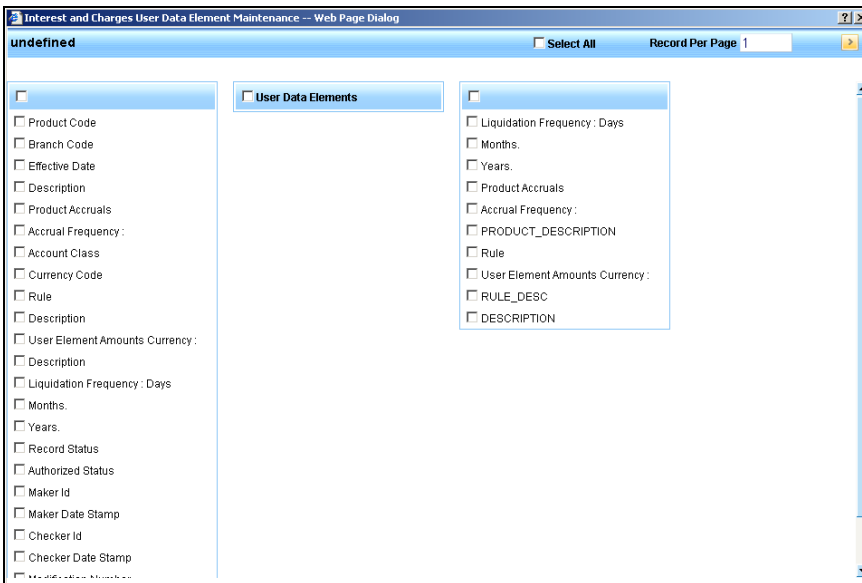 Interest and Charges User Data Element Maintenance -- Web Page Dialog
undefined
Select All
Record Per Page 1
Product Code
Branch Code
Effective Date
Description
Product Accruals
Accrual Frequency :
Account Class
Currency Code
Rule
Description
User Element Amounts Currency :
Description
Liquidation Frequency : Days
Months.
Years.
Record Status
Authorized Status
Maker Id
Maker Date Stamp
Checker Id
Checker Date Stamp
Modification Number
User Data Elements
Liquidation Frequency : Days
Months.
Years.
Product Accruals
Accrual Frequency :
PRODUCT_DESCRIPTION
Rule
User Element Amounts Currency :
RULE_DESC
DESCRIPTION